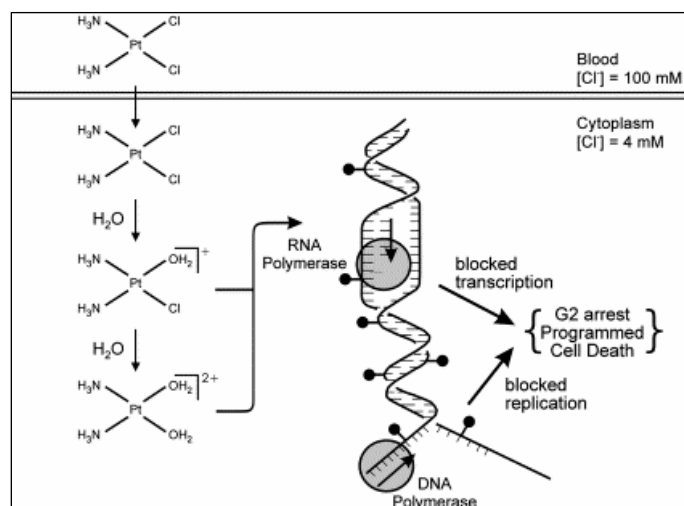 H₃N Cl
Pt
H₃N Cl
Blood
[Cl⁻] = 100 mM
Cytoplasm
[Cl⁻] = 4 mM
H₃N Cl
Pt
H₃N Cl
H₂O
H₃N OH₂ +
Pt
H₃N Cl
H₂O
H₃N OH₂ 2+
Pt
H₃N OH₂
RNA
Polymerase
blocked
transcription
G2 arrest
Programmed
Cell Death
blocked
replication
DNA
Polymerase